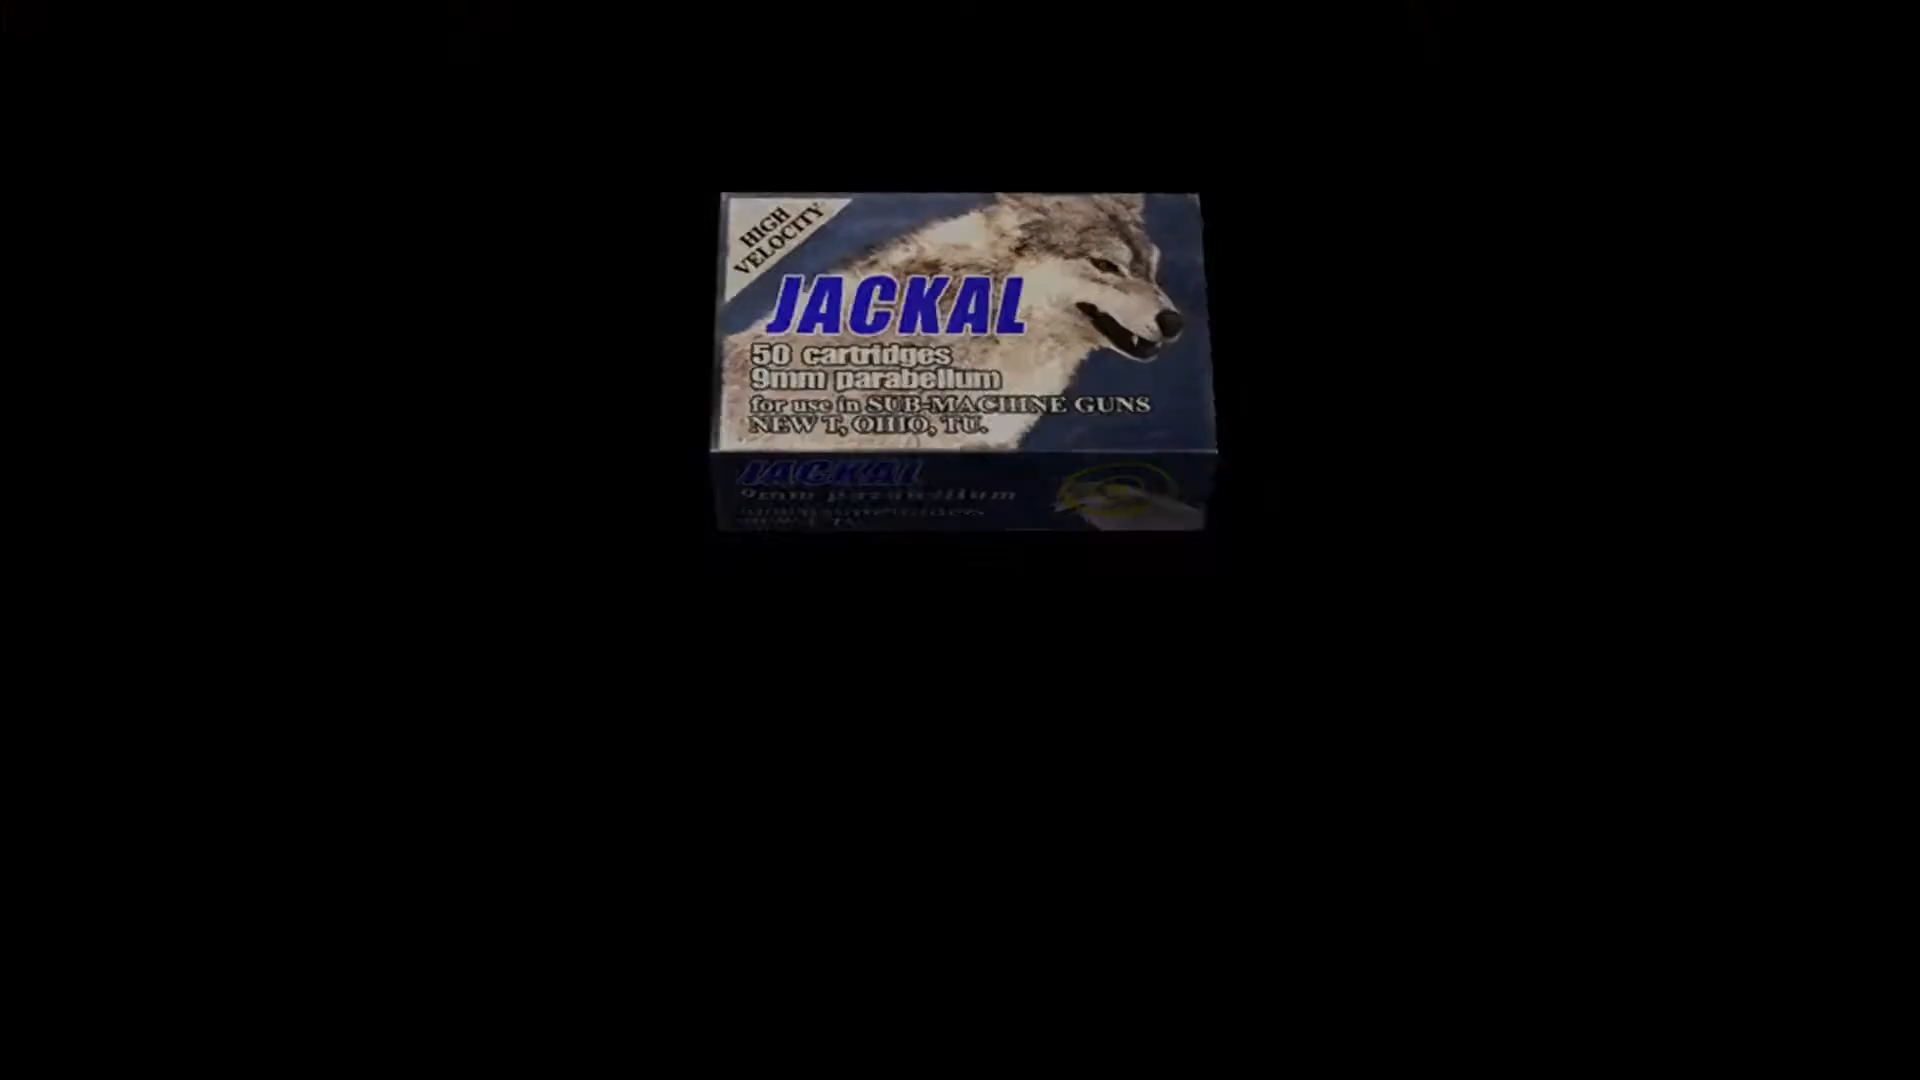 HIGH
VELOCITY
JACKAL
50 cartridges
9mm parabellum
for use in SUB-MACHINE GUNS
NEW T, OHIO, TU.
JACKAL
9mm parabellum